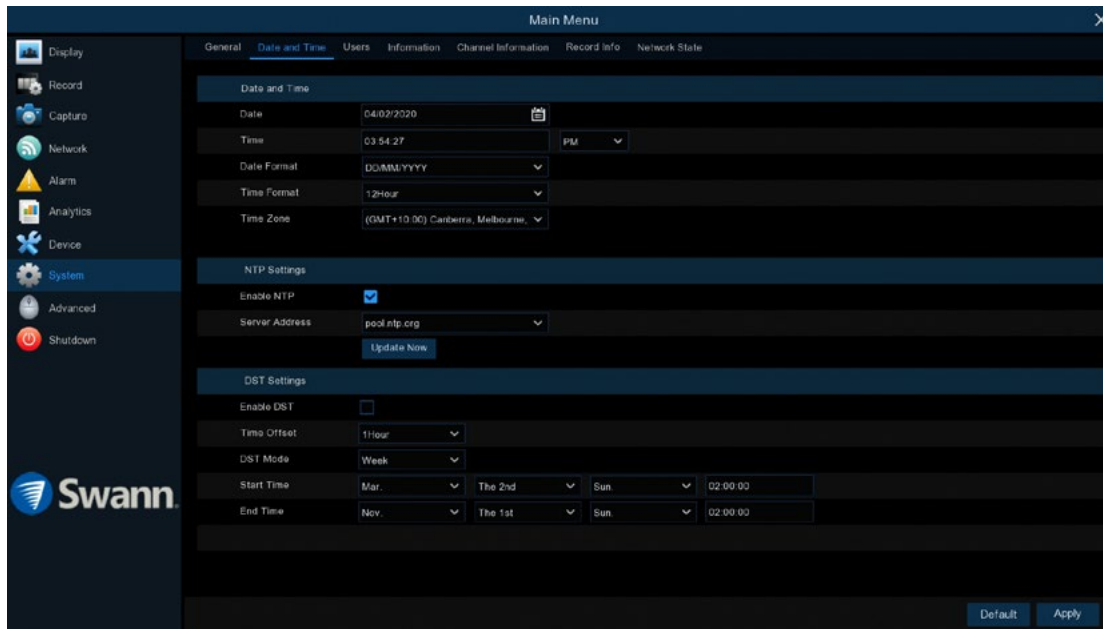 Main Menu
Display
Record
Capture
Network
Alarm
Analytics
Device
System
Advanced
Shutdown
Swann
General Date and Time Users Information Channel Information Record Info Network State
Date and Time
Date 04/02/2020
Time 03:54:27 PM
Date Format DD/MM/YYYY
Time Format 12Hour
Time Zone (GMT+10:00) Canberra, Melbourne,
NTP Settings
Enable NTP
Server Address pool.ntp.org
Update Now
DST Settings
Enable DST
Time Offset 1Hour
DST Mode Week
Start Time Mar. The 2nd Sun. 02:00:00
End Time Nov. The 1st Sun. 02:00:00
Default Apply